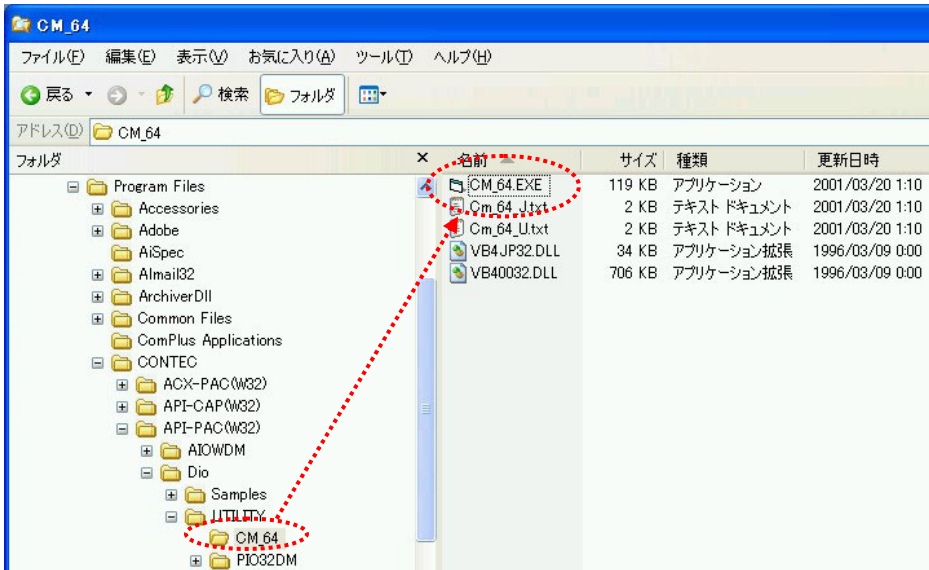 CM_64
ファイル(F) 編集(E) 表示(V) お気に入り(A) ツール(T) ヘルプ(H)
戻る 検索 フォルダ
アドレス(D) CM_64
フォルダ × 名前 サイズ 種類 更新日時
Program Files
Accessories
Adobe
AiSpec
Almail32
ArchiverDll
Common Files
ComPlus Applications
CONTEC
ACX-PAC(W32)
API-CAP(W32)
API-PAC(W32)
AIOWDM
Dio
Samples
UTILITY
CM_64
PIO32DM
CM_64.EXE 119 KB アプリケーション 2001/03/20 1:10
Cm_64_J.txt 2 KB テキスト ドキュメント 2001/03/20 1:10
Cm_64_U.txt 2 KB テキスト ドキュメント 2001/03/20 1:10
VB4JP32.DLL 34 KB アプリケーション拡張 1996/03/09 0:00
VB40032.DLL 706 KB アプリケーション拡張 1996/03/09 0:00